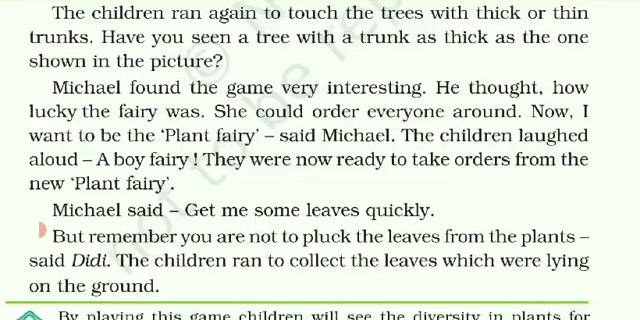 The children ran again to touch the trees with thick or thin
trunks. Have you seen a tree with a trunk as thick as the one
shown in the picture?
Michael found the game very interesting. He thought, how
lucky the fairy was. She could order everyone around. Now, I
want to be the ‘Plant fairy’ – said Michael. The children laughed
aloud – A boy fairy ! They were now ready to take orders from the
new ‘Plant fairy’.
Michael said – Get me some leaves quickly.
But remember you are not to pluck the leaves from the plants –
said Didi. The children ran to collect the leaves which were lying
on the ground.
By playing this game children will see the diversity in plants for